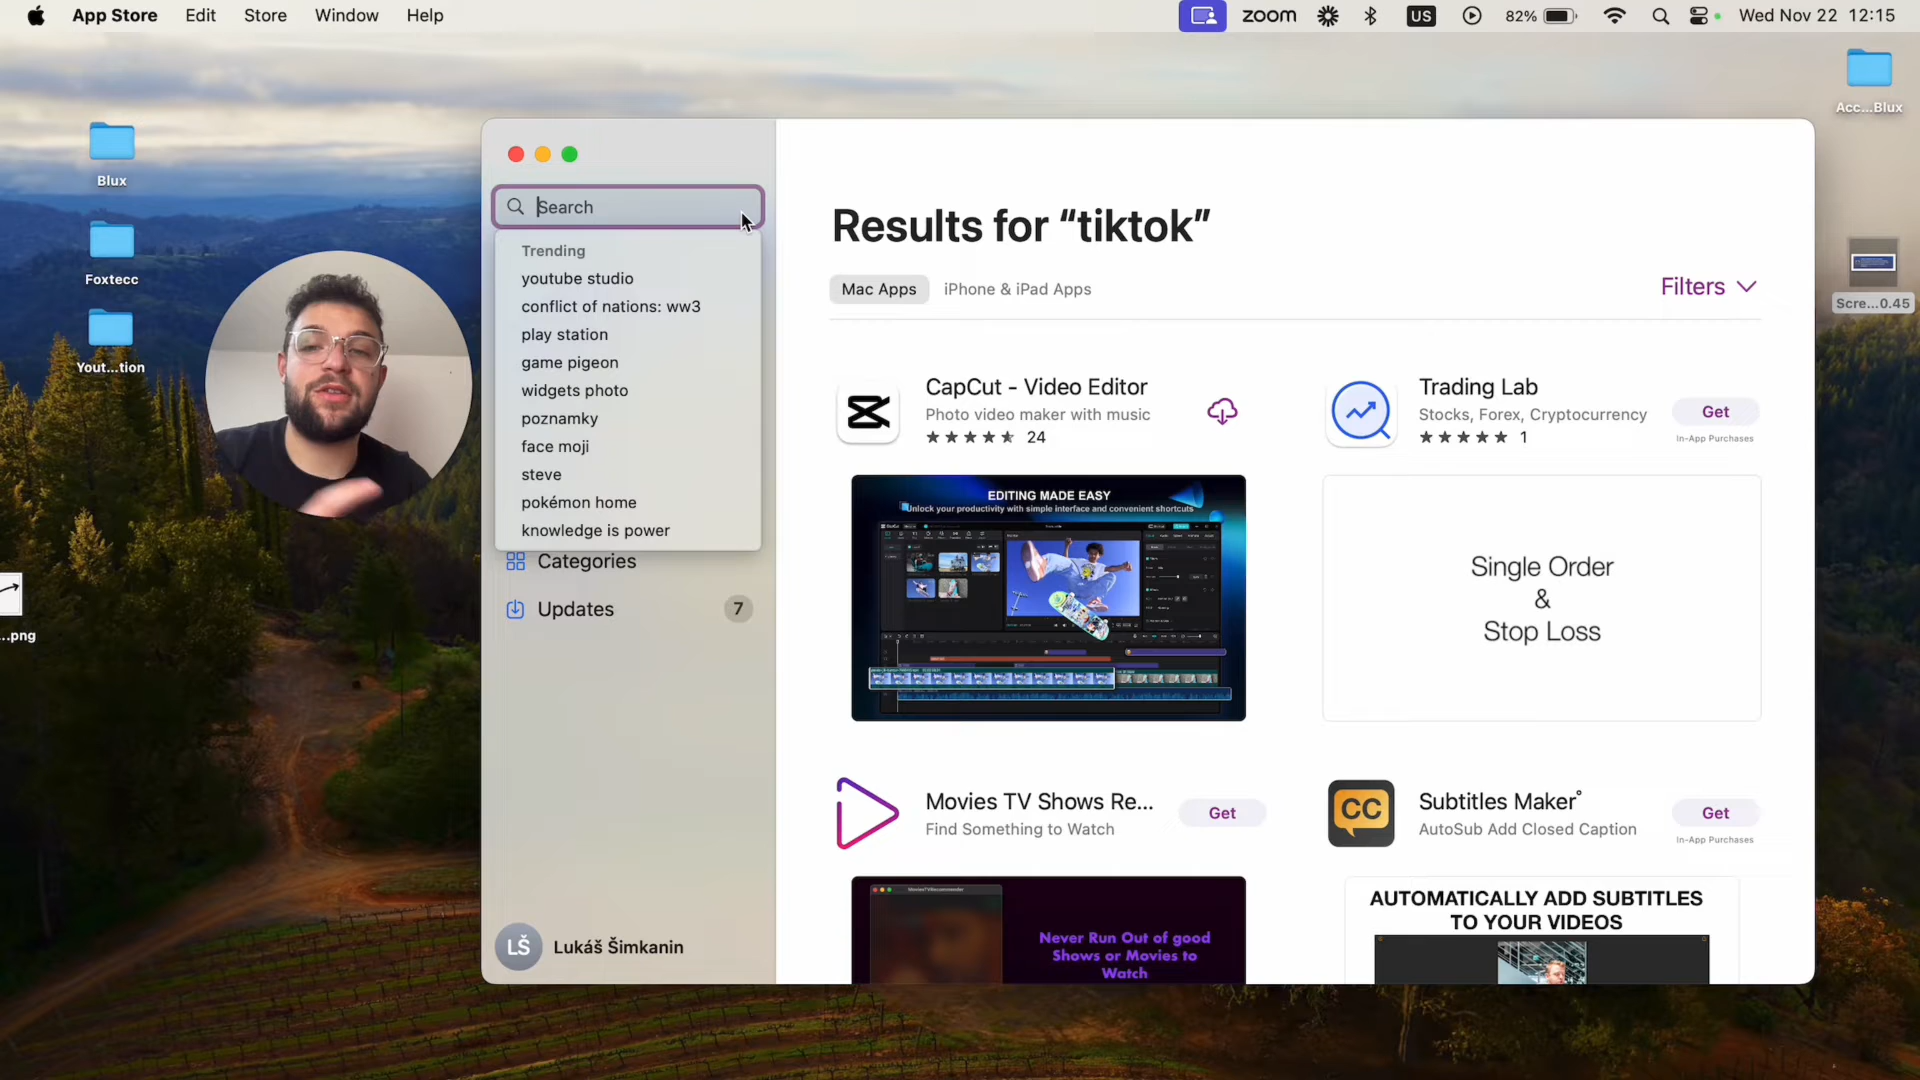 App Store Edit Store Window Help
zoom US 82% Wed Nov 22 12:15
Acc...Blux
Blux
Search
Trending
youtube studio
conflict of nations: ww3
play station
game pigeon
widgets photo
poznamky
face moji
steve
pokémon home
knowledge is power
Categories
Updates 7
Lukáš Šimkanin
Foxtecc
Yout...tion
...png
Scre...0.45
Results for “tiktok”
Mac Apps iPhone & iPad Apps
Filters
CapCut - Video Editor
Photo video maker with music
24
EDITING MADE EASY
Unlock your productivity with simple interface and convenient shortcuts
Trading Lab
Stocks, Forex, Cryptocurrency
1
Get
In-App Purchases
Single Order
&
Stop Loss
Movies TV Shows Re...
Find Something to Watch
Get
Never Run Out of good
Shows or Movies to
Watch
CC
Subtitles Maker°
AutoSub Add Closed Caption
Get
In-App Purchases
AUTOMATICALLY ADD SUBTITLES
TO YOUR VIDEOS
LŠ